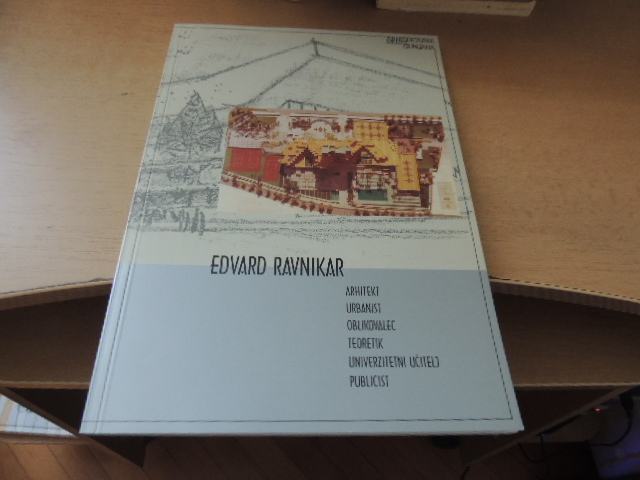 EDVARD RAVNIKAR
ARHITEKT
URBANIST
OBLIKOVALEC
TEORETIK
UNIVERZITETNI UČITELJ
PUBLICIST